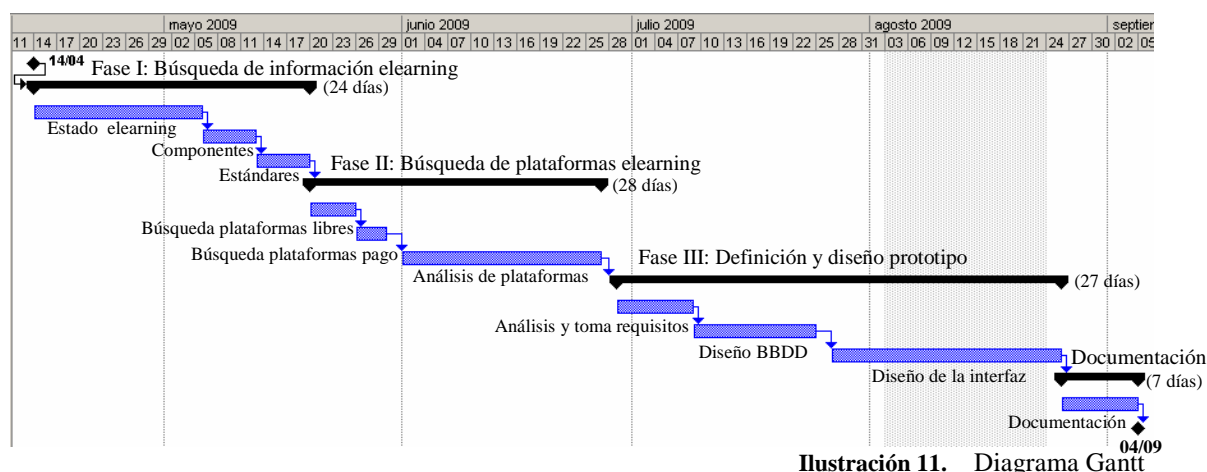 mayo 2009 junio 2009 julio 2009 agosto 2009 septier
11 14 17 20 23 26 29 02 05 08 11 14 17 20 23 26 29 01 04 07 10 13 16 19 22 25 28 01 04 07 10 13 16 19 22 25 28 31 03 06 09 12 15 18 21 24 27 30 02 05
14/04 Fase I: Búsqueda de información elearning
(24 días)
Estado elearning
Componentes
Estándares
Fase II: Búsqueda de plataformas elearning
(28 días)
Búsqueda plataformas libres
Búsqueda plataformas pago
Análisis de plataformas
Fase III: Definición y diseño prototipo
(27 días)
Análisis y toma requisitos
Diseño BBDD
Diseño de la interfaz
Documentación
(7 días)
Documentación
04/09
Ilustración 11. Diagrama Gantt